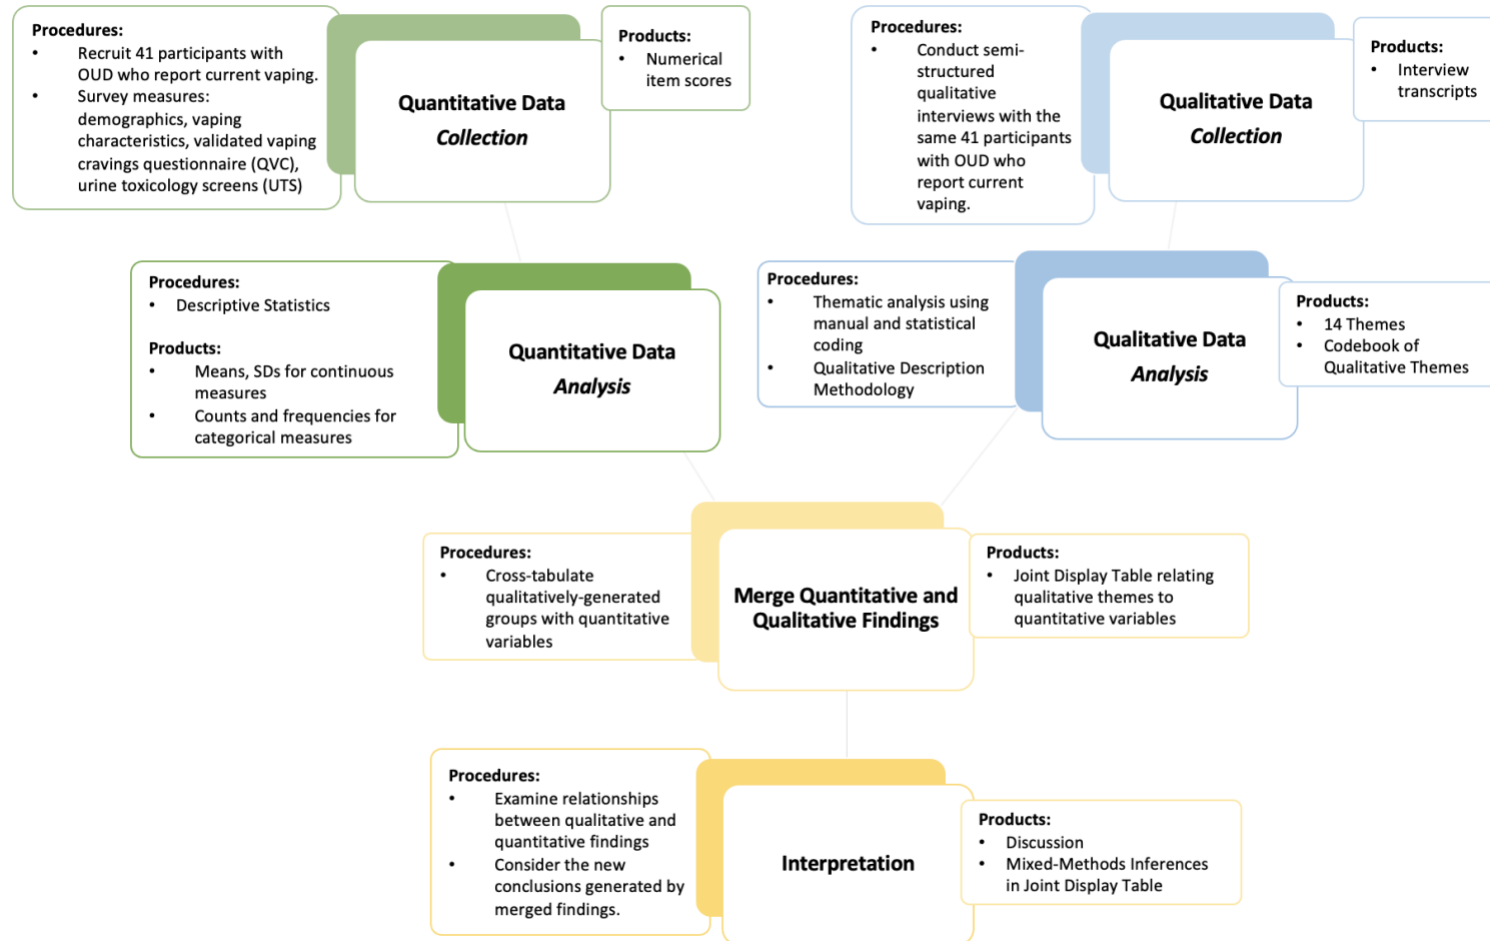 Procedures:
• Recruit 41 participants with
OUD who report current vaping.
• Survey measures:
demographics, vaping
characteristics, validated vaping
cravings questionnaire (QVC),
urine toxicology screens (UTS)
Quantitative Data
Collection
Products:
• Numerical
item scores
Procedures:
• Conduct semi-
structured
qualitative
interviews with the
same 41 participants
with OUD who
report current
vaping.
Qualitative Data
Collection
Products:
• Interview
transcripts
Procedures:
• Descriptive Statistics
Products:
• Means, SDs for continuous
measures
• Counts and frequencies for
categorical measures
Quantitative Data
Analysis
Procedures:
• Thematic analysis using
manual and statistical
coding
• Qualitative Description
Methodology
Qualitative Data
Analysis
Products:
• 14 Themes
• Codebook of
Qualitative Themes
Procedures:
• Cross-tabulate
qualitatively-generated
groups with quantitative
variables
Merge Quantitative and
Qualitative Findings
Products:
• Joint Display Table relating
qualitative themes to
quantitative variables
Procedures:
• Examine relationships
between qualitative and
quantitative findings
• Consider the new
conclusions generated by
merged findings.
Interpretation
Products:
• Discussion
• Mixed-Methods Inferences
in Joint Display Table